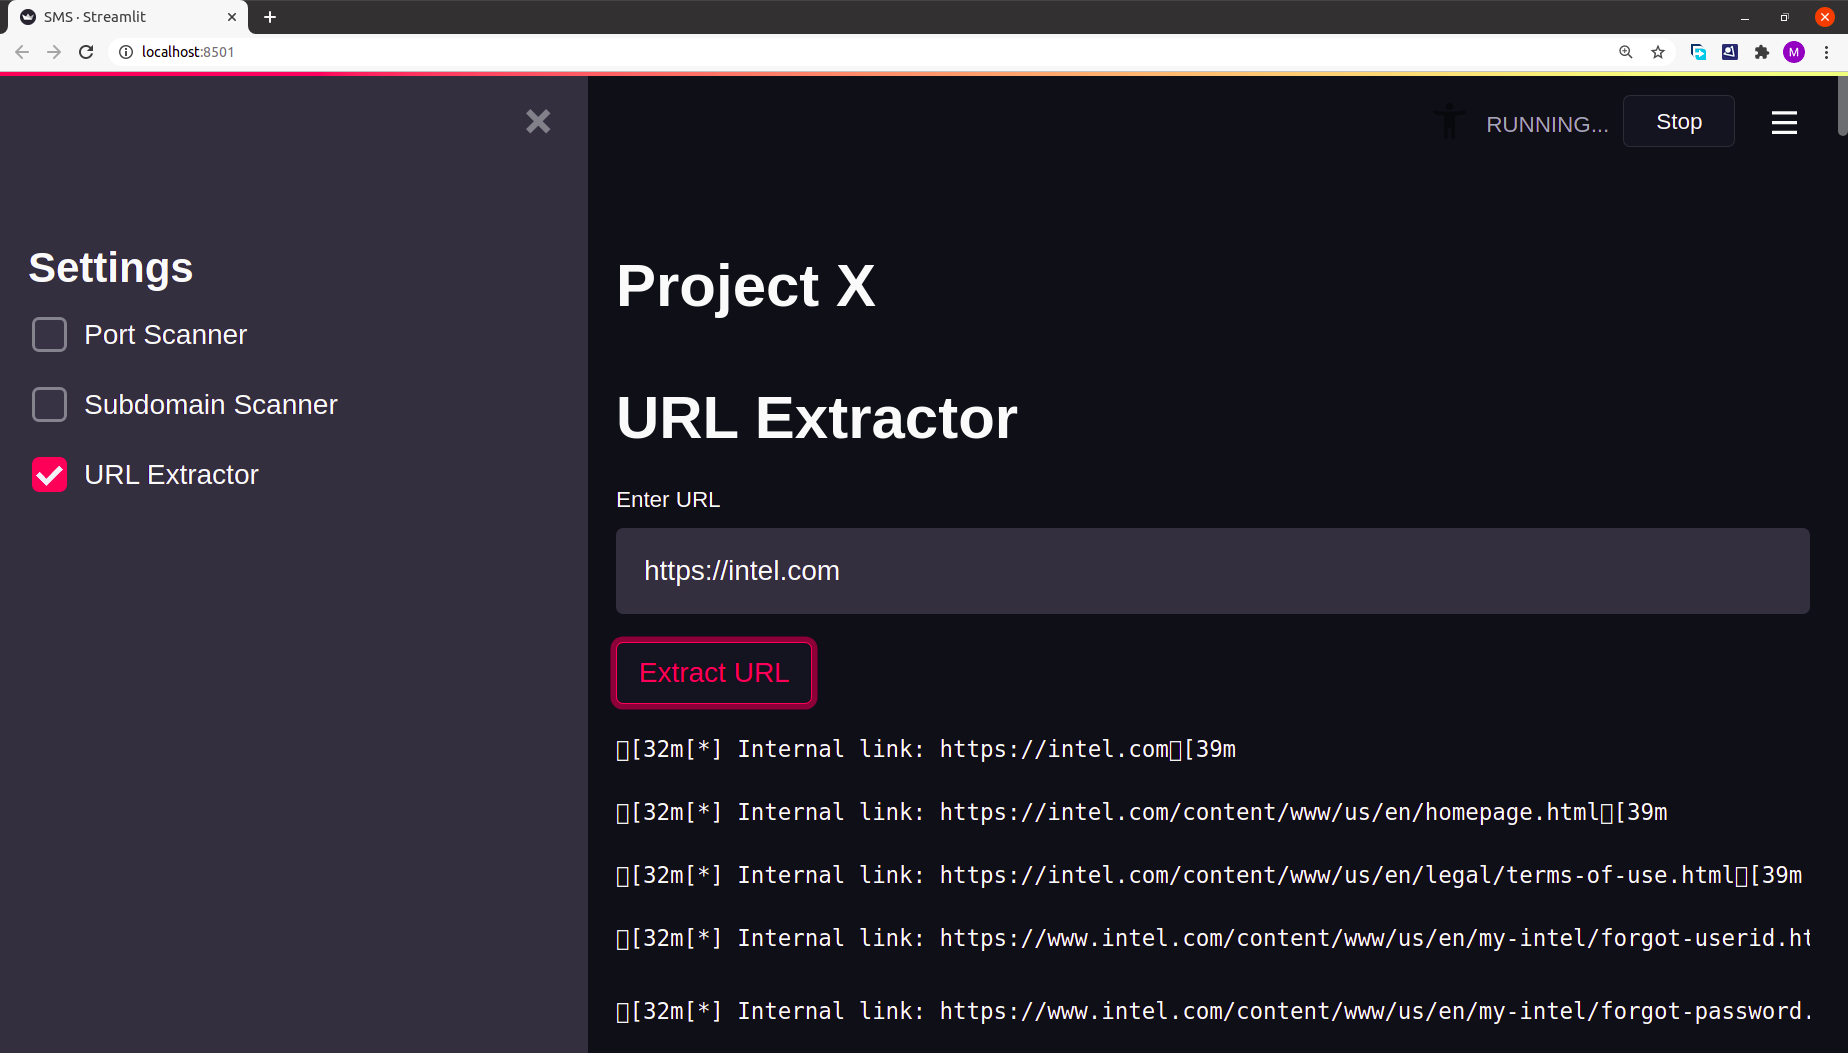 SMS · Streamlit
localhost:8501
M
RUNNING...
Stop
Settings
Port Scanner
Subdomain Scanner
URL Extractor
Project X
URL Extractor
Enter URL
https://intel.com
Extract URL
[32m[*] Internal link: https://intel.com[39m
[32m[*] Internal link: https://intel.com/content/www/us/en/homepage.html[39m
[32m[*] Internal link: https://intel.com/content/www/us/en/legal/terms-of-use.html[39m
[32m[*] Internal link: https://www.intel.com/content/www/us/en/my-intel/forgot-userid.ht
[32m[*] Internal link: https://www.intel.com/content/www/us/en/my-intel/forgot-password.